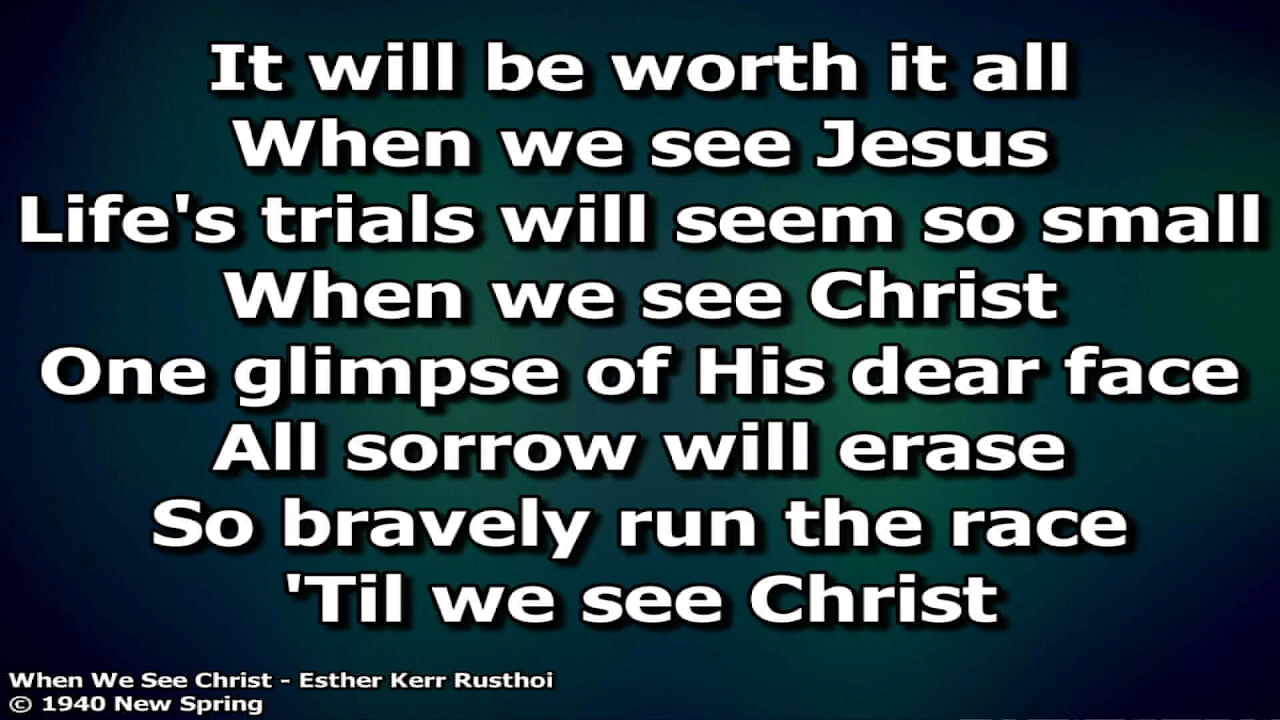 It will be worth it all
When we see Jesus
Life's trials will seem so small
When we see Christ
One glimpse of His dear face
All sorrow will erase
So bravely run the race
'Til we see Christ
When We See Christ - Esther Kerr Rusthoi
© 1940 New Spring